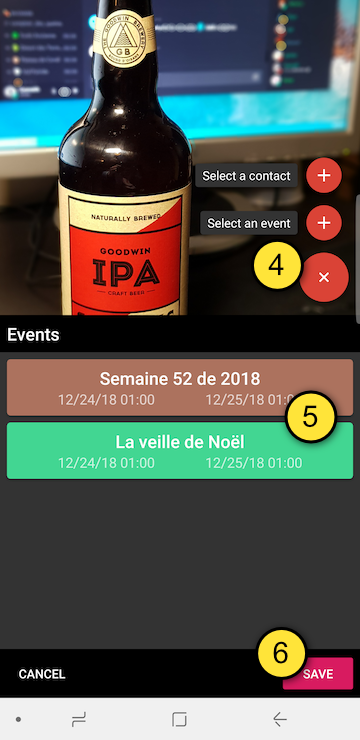 THE GOODWIN BREWERY
GB
NATURALLY BREWED
GOODWIN
IPA
CRAFT BEER
Select a contact
Select an event
4
Events
Semaine 52 de 2018
12/24/18 01:00 12/25/18 01:00
5
La veille de Noël
12/24/18 01:00 12/25/18 01:00
6
CANCEL
SAVE